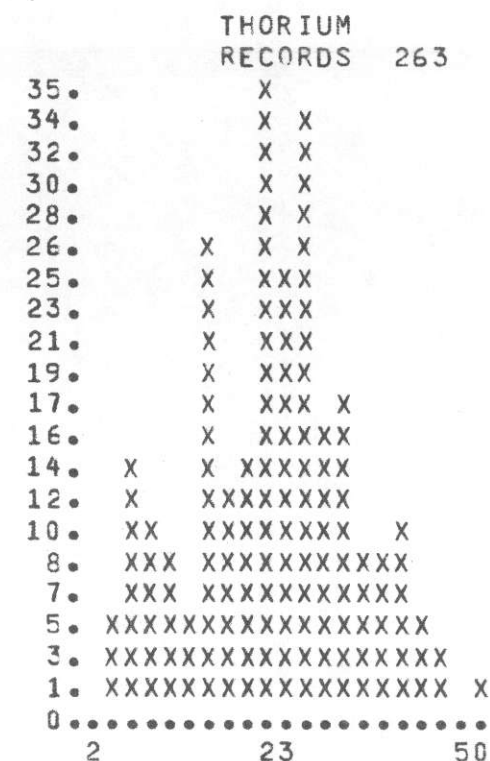 THORIUM
RECORDS 263
35. X
34. X X
32. X X
30. X X
28. X X
26. X X X
25. X XXX
23. X XXX
21. X XXX
19. X XXX
17. X XXX X
16. X XXXXX
14. X X XXXXXX
12. X XXXXXXXX
10. XX XXXXXXXX X
8. XXX XXXXXXXXXXX
7. XXX XXXXXXXXXXX
5. XXXXXXXXXXXXXXXXX
3. XXXXXXXXXXXXXXXXXX
1. XXXXXXXXXXXXXXXXXX X
0......................
2 23 50